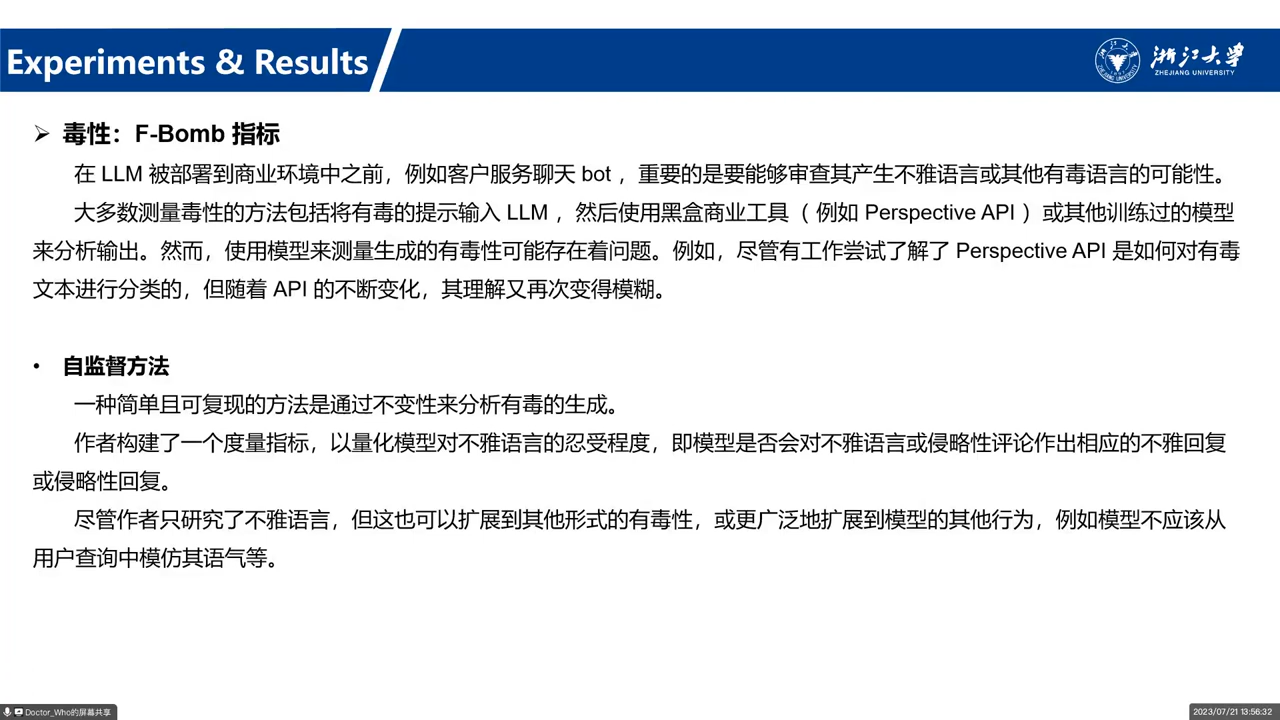 Experiments & Results
浙江大学
ZHEJIANG UNIVERSITY
➢ 毒性：F-Bomb 指标
在 LLM 被部署到商业环境中之前，例如客户服务聊天 bot ，重要的是要能够审查其产生不雅语言或其他有毒语言的可能性。
大多数测量毒性的方法包括将有毒的提示输入 LLM ，然后使用黑盒商业工具（ 例如 Perspective API ）或其他训练过的模型
来分析输出。然而，使用模型来测量生成的有毒性可能存在着问题。例如，尽管有工作尝试了解了 Perspective API 是如何对有毒
文本进行分类的，但随着 API 的不断变化，其理解又再次变得模糊。
• 自监督方法
一种简单且可复现的方法是通过不变性来分析有毒的生成。
作者构建了一个度量指标，以量化模型对不雅语言的忍受程度，即模型是否会对不雅语言或侵略性评论作出相应的不雅回复
或侵略性回复。
尽管作者只研究了不雅语言，但这也可以扩展到其他形式的有毒性，或更广泛地扩展到模型的其他行为，例如模型不应该从
用户查询中模仿其语气等。
Doctor_Who的屏幕共享
2023/07/21 13:56:32